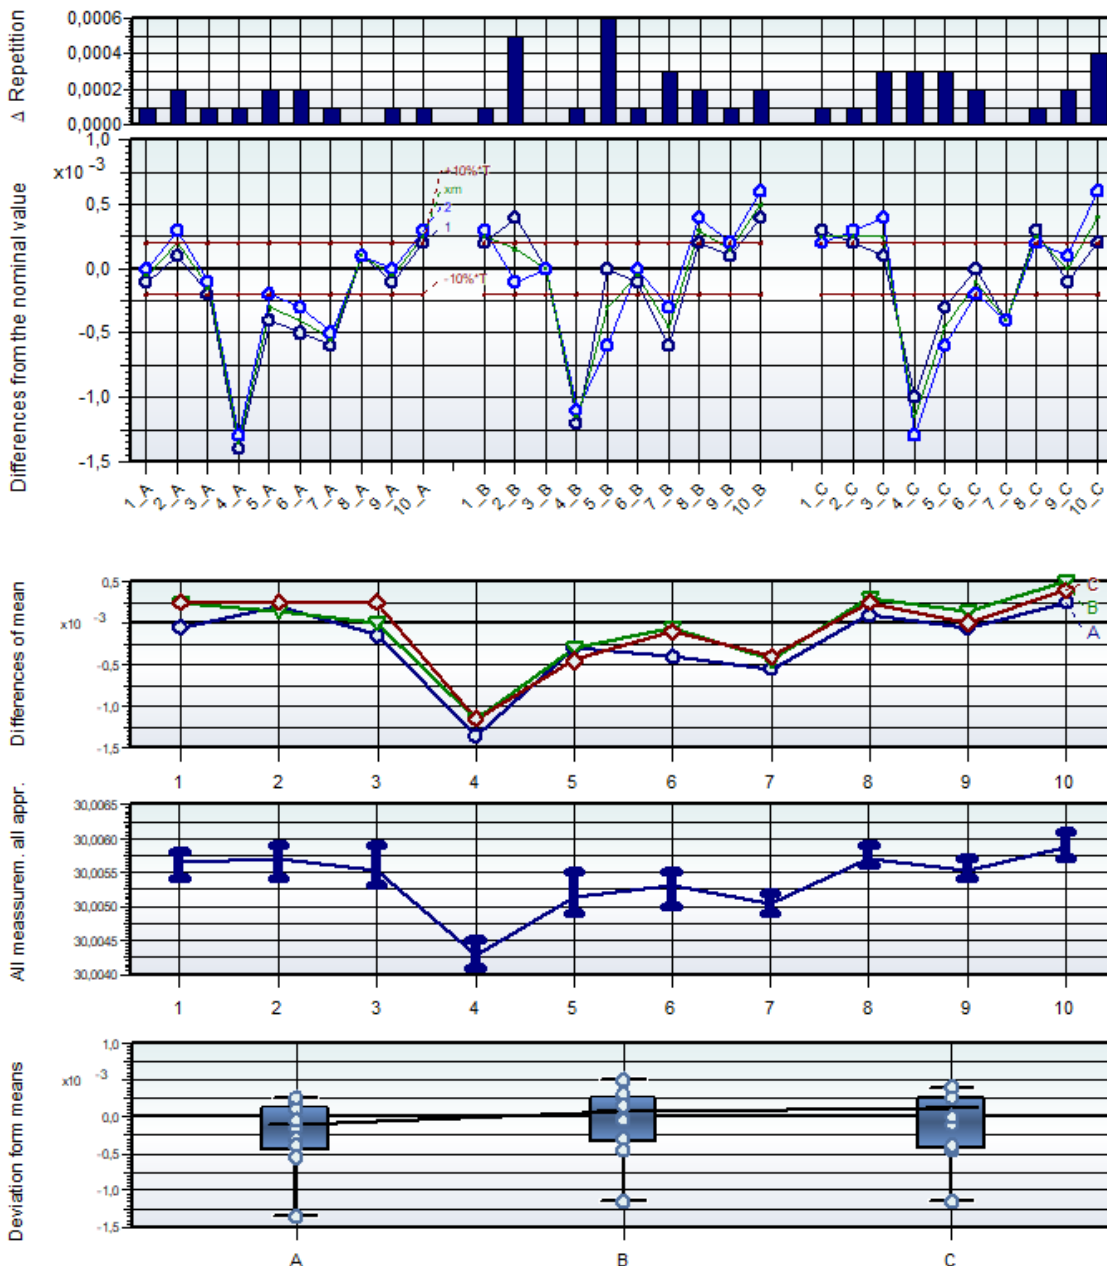 Δ Repetition
0,0006
0,0004
0,0002
0,0000
Differences from the nominal value
1,0
x10 -3
0,5
0,0
-0,5
-1,0
-1,5
+10%*T
xm
2
1
-10%*T
1_A 2_A 3_A 4_A 5_A 6_A 7_A 8_A 9_A 10_A 1_B 2_B 3_B 4_B 5_B 6_B 7_B 8_B 9_B 10_B 1_C 2_C 3_C 4_C 5_C 6_C 7_C 8_C 9_C 10_C
Differences of mean
0,5
x10 -3
-0,5
-1,0
-1,5
C
B
A
1 2 3 4 5 6 7 8 9 10
All meassurem. all appr.
30,0065
30,0060
30,0055
30,0050
30,0045
30,0040
1 2 3 4 5 6 7 8 9 10
Deviation form means
1,0
x10 -3
0,0
-0,5
-1,0
-1,5
A B C